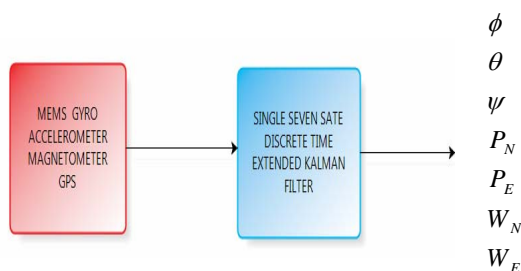 MEMS GYRO
ACCELEROMETER
MAGNETOMETER
GPS
SINGLE SEVEN SATE
DISCRETE TIME
EXTENDED KALMAN
FILTER
ϕ
θ
ψ
P_N
P_E
W_N
W_E